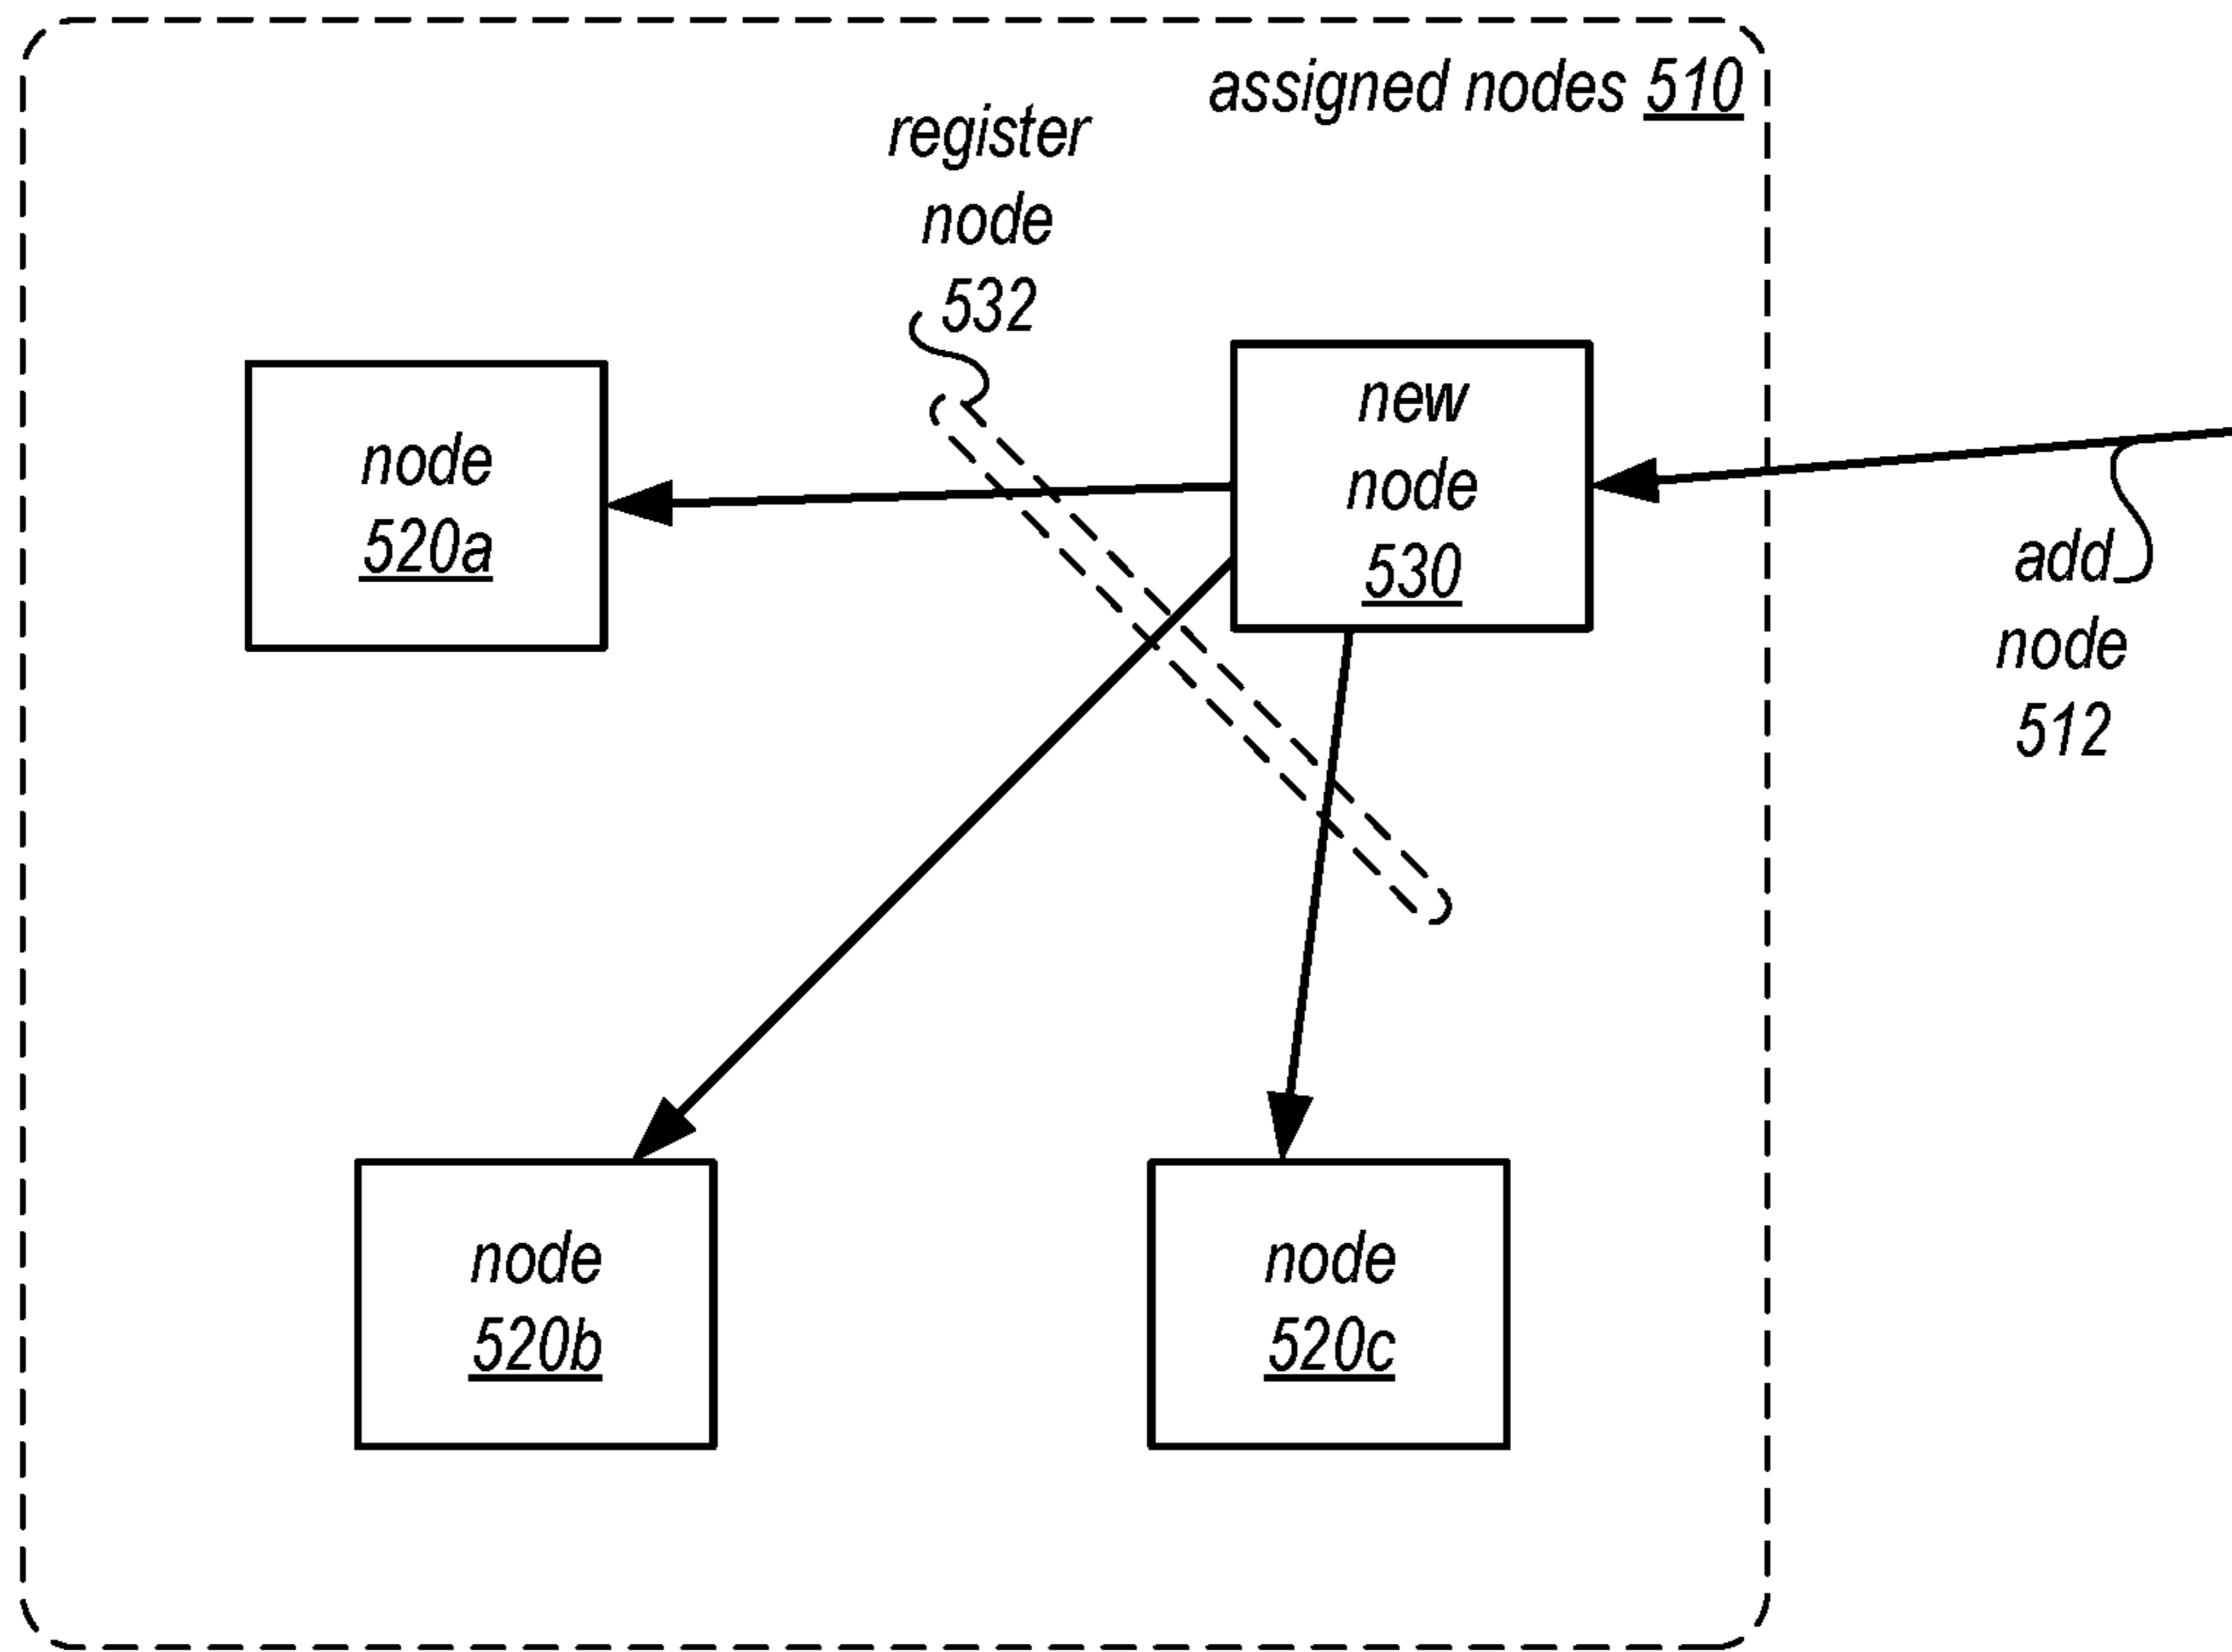 assigned nodes 510
register
node
532
new
node
530
node
520a
add
node
512
node
520b
node
520c